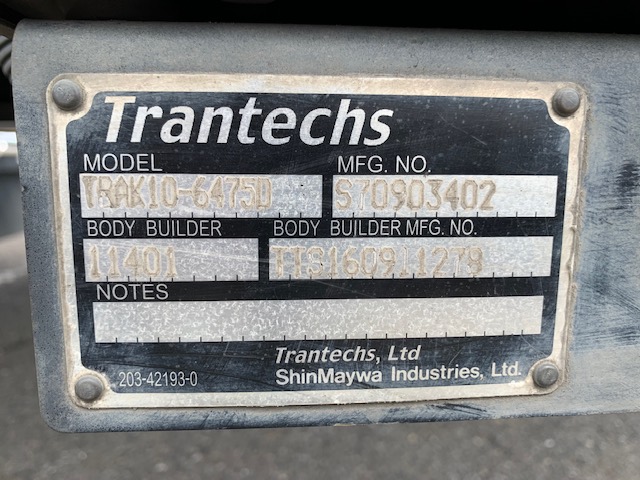 Trantechs
MODEL MFG. NO.
TRAK10-6475D S70903402
BODY BUILDER BODY BUILDER MFG. NO.
11401 TTS160911279
NOTES
Trantechs, Ltd
203-42193-0 ShinMaywa Industries, Ltd.